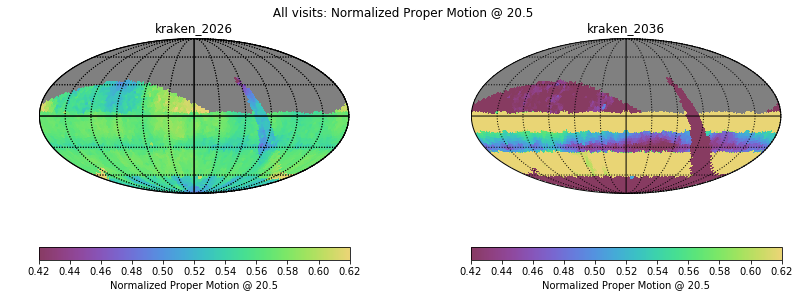 All visits: Normalized Proper Motion @ 20.5
kraken_2026
kraken_2036
0.42 0.44 0.46 0.48 0.50 0.52 0.54 0.56 0.58 0.60 0.62
Normalized Proper Motion @ 20.5
0.42 0.44 0.46 0.48 0.50 0.52 0.54 0.56 0.58 0.60 0.62
Normalized Proper Motion @ 20.5